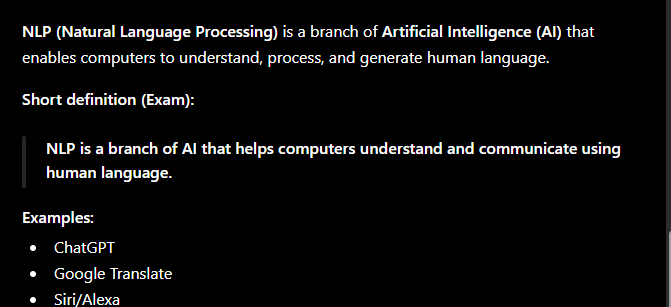 NLP (Natural Language Processing) is a branch of Artificial Intelligence (AI) that
enables computers to understand, process, and generate human language.
Short definition (Exam):
NLP is a branch of AI that helps computers understand and communicate using
human language.
Examples:
• ChatGPT
• Google Translate
• Siri/Alexa